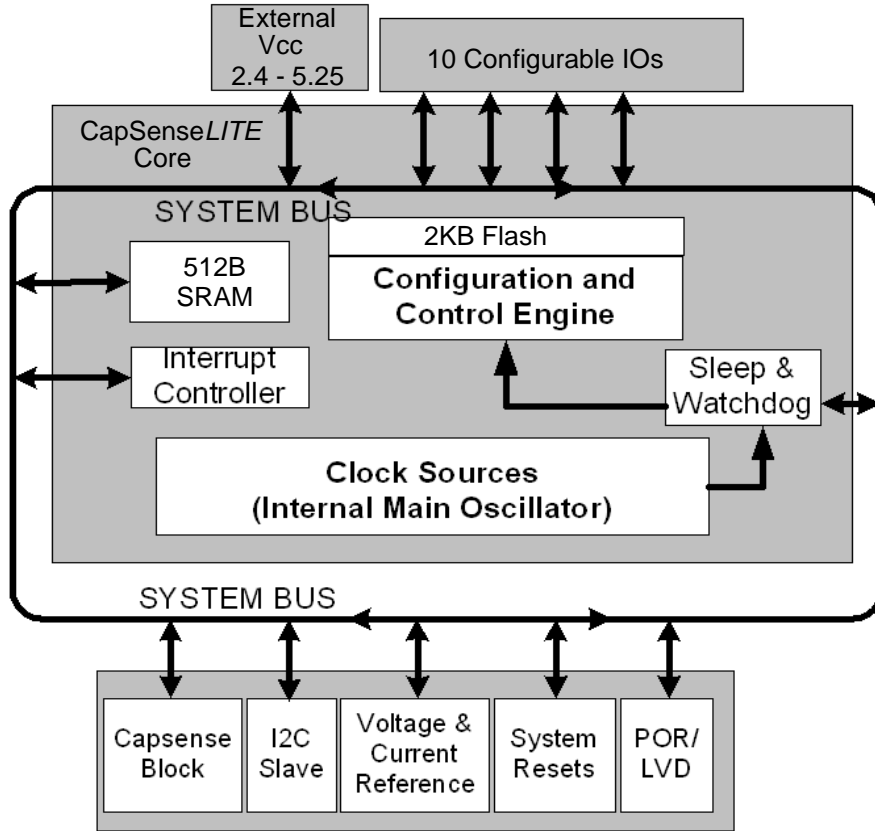 External
Vcc
2.4 - 5.25
10 Configurable IOs
CapSenseLITE
Core
SYSTEM BUS
2KB Flash
512B
SRAM
Configuration and
Control Engine
Interrupt
Controller
Sleep &
Watchdog
Clock Sources
(Internal Main Oscillator)
SYSTEM BUS
Capsense
Block
I2C
Slave
Voltage &
Current
Reference
System
Resets
POR/
LVD